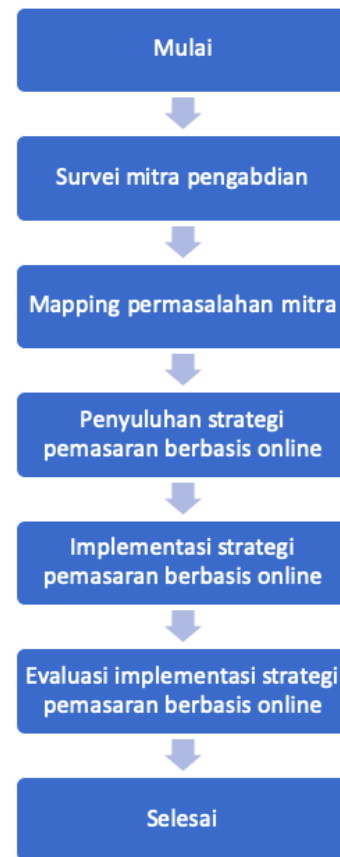 Mulai
Survei mitra pengabdian
Mapping permasalahan mitra
Penyuluhan strategi
pemasaran berbasis online
Implementasi strategi
pemasaran berbasis online
Evaluasi implementasi strategi
pemasaran berbasis online
Selesai